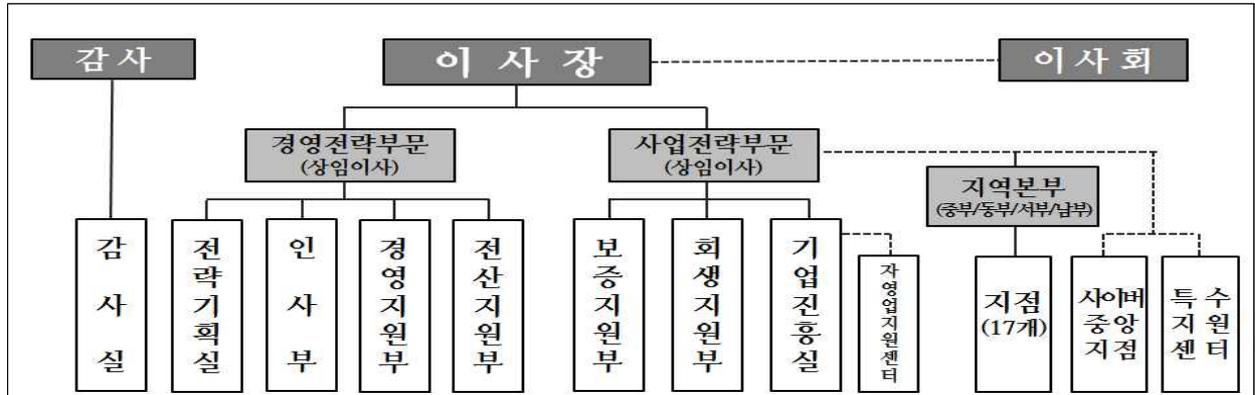 감 사
이 사 장
이 사 회
경영전략부문
(상임이사)
사업전략부문
(상임이사)
지역본부
(중부/동부/서부/남부)
감사실
전략기획실
인사부
경영지원부
전산지원부
보증지원부
회생지원부
기업진흥실
자영업지원센터
지점
(17개)
사이버
중앙
지점
특수
지원
센터